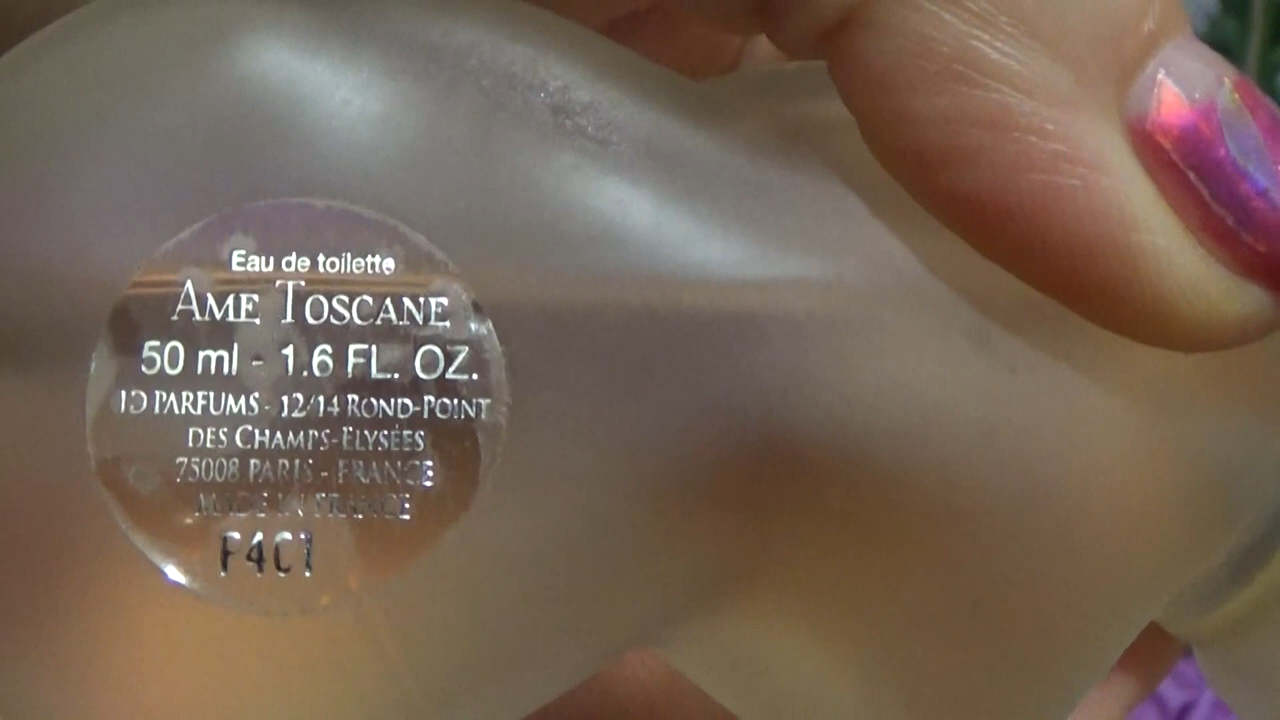 Eau de toilette
AME TOSCANE
50 ml - 1.6 FL. OZ.
ID PARFUMS - 12/14 ROND-POINT
DES CHAMPS-ELYSÉES
75008 PARIS - FRANCE
MADE IN FRANCE
F4C1